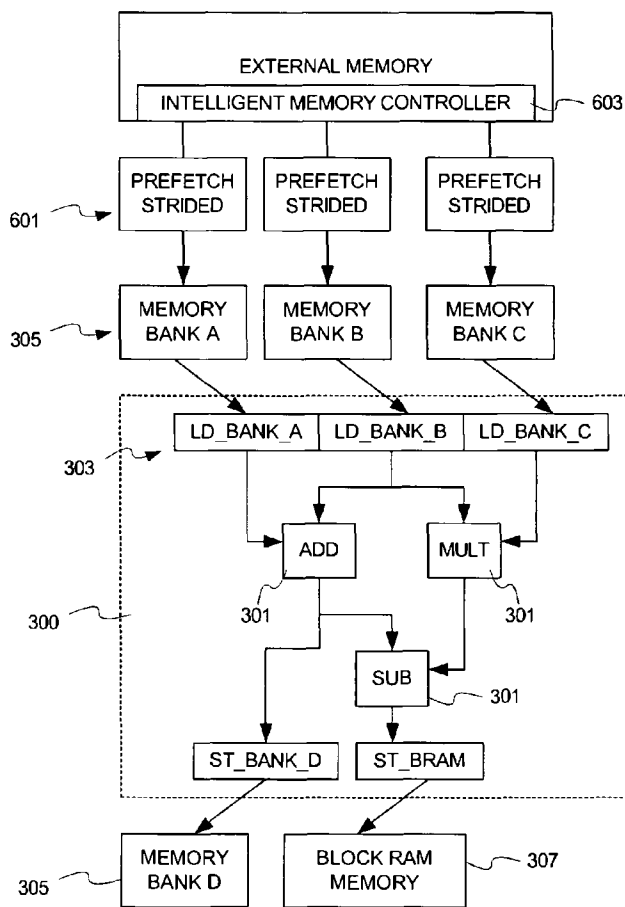 EXTERNAL MEMORY
INTELLIGENT MEMORY CONTROLLER
603
PREFETCH
STRIDED
PREFETCH
STRIDED
PREFETCH
STRIDED
601
MEMORY
BANK A
MEMORY
BANK B
MEMORY
BANK C
305
LD_BANK_A
LD_BANK_B
LD_BANK_C
303
ADD
MULT
301
301
300
SUB
301
ST_BANK_D
ST_BRAM
MEMORY
BANK D
BLOCK RAM
MEMORY
307
305